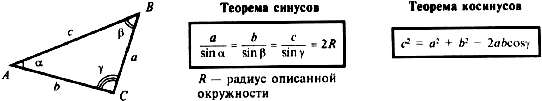 B
β
c
a
A
α
γ
b
C
Теорема синусов
a/sin α = b/sin β = c/sin γ = 2R
R — радиус описанной
окружности
Теорема косинусов
c² = a² + b² − 2abcosγ